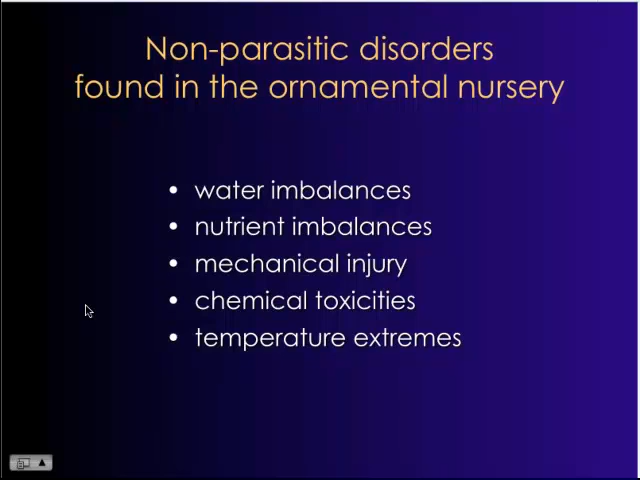 Non-parasitic disorders
found in the ornamental nursery
• water imbalances
• nutrient imbalances
• mechanical injury
• chemical toxicities
• temperature extremes